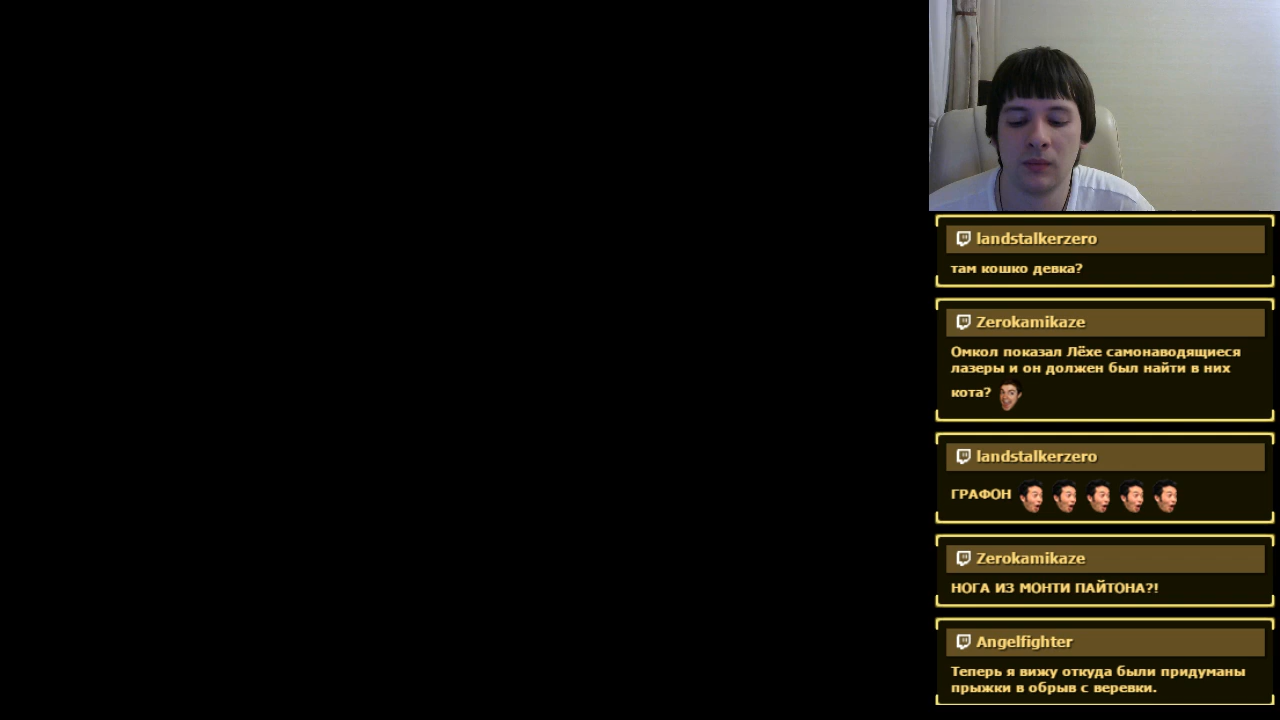 landstalkerzero
там кошко девка?
Zerokamikaze
Омкол показал Лёхе самонаводящиеся
лазеры и он должен был найти в них
кота?
landstalkerzero
ГРАФОН
Zerokamikaze
НОГА ИЗ МОНТИ ПАЙТОНА?!
Angelfighter
Теперь я вижу откуда были придуманы
прыжки в обрыв с веревки.